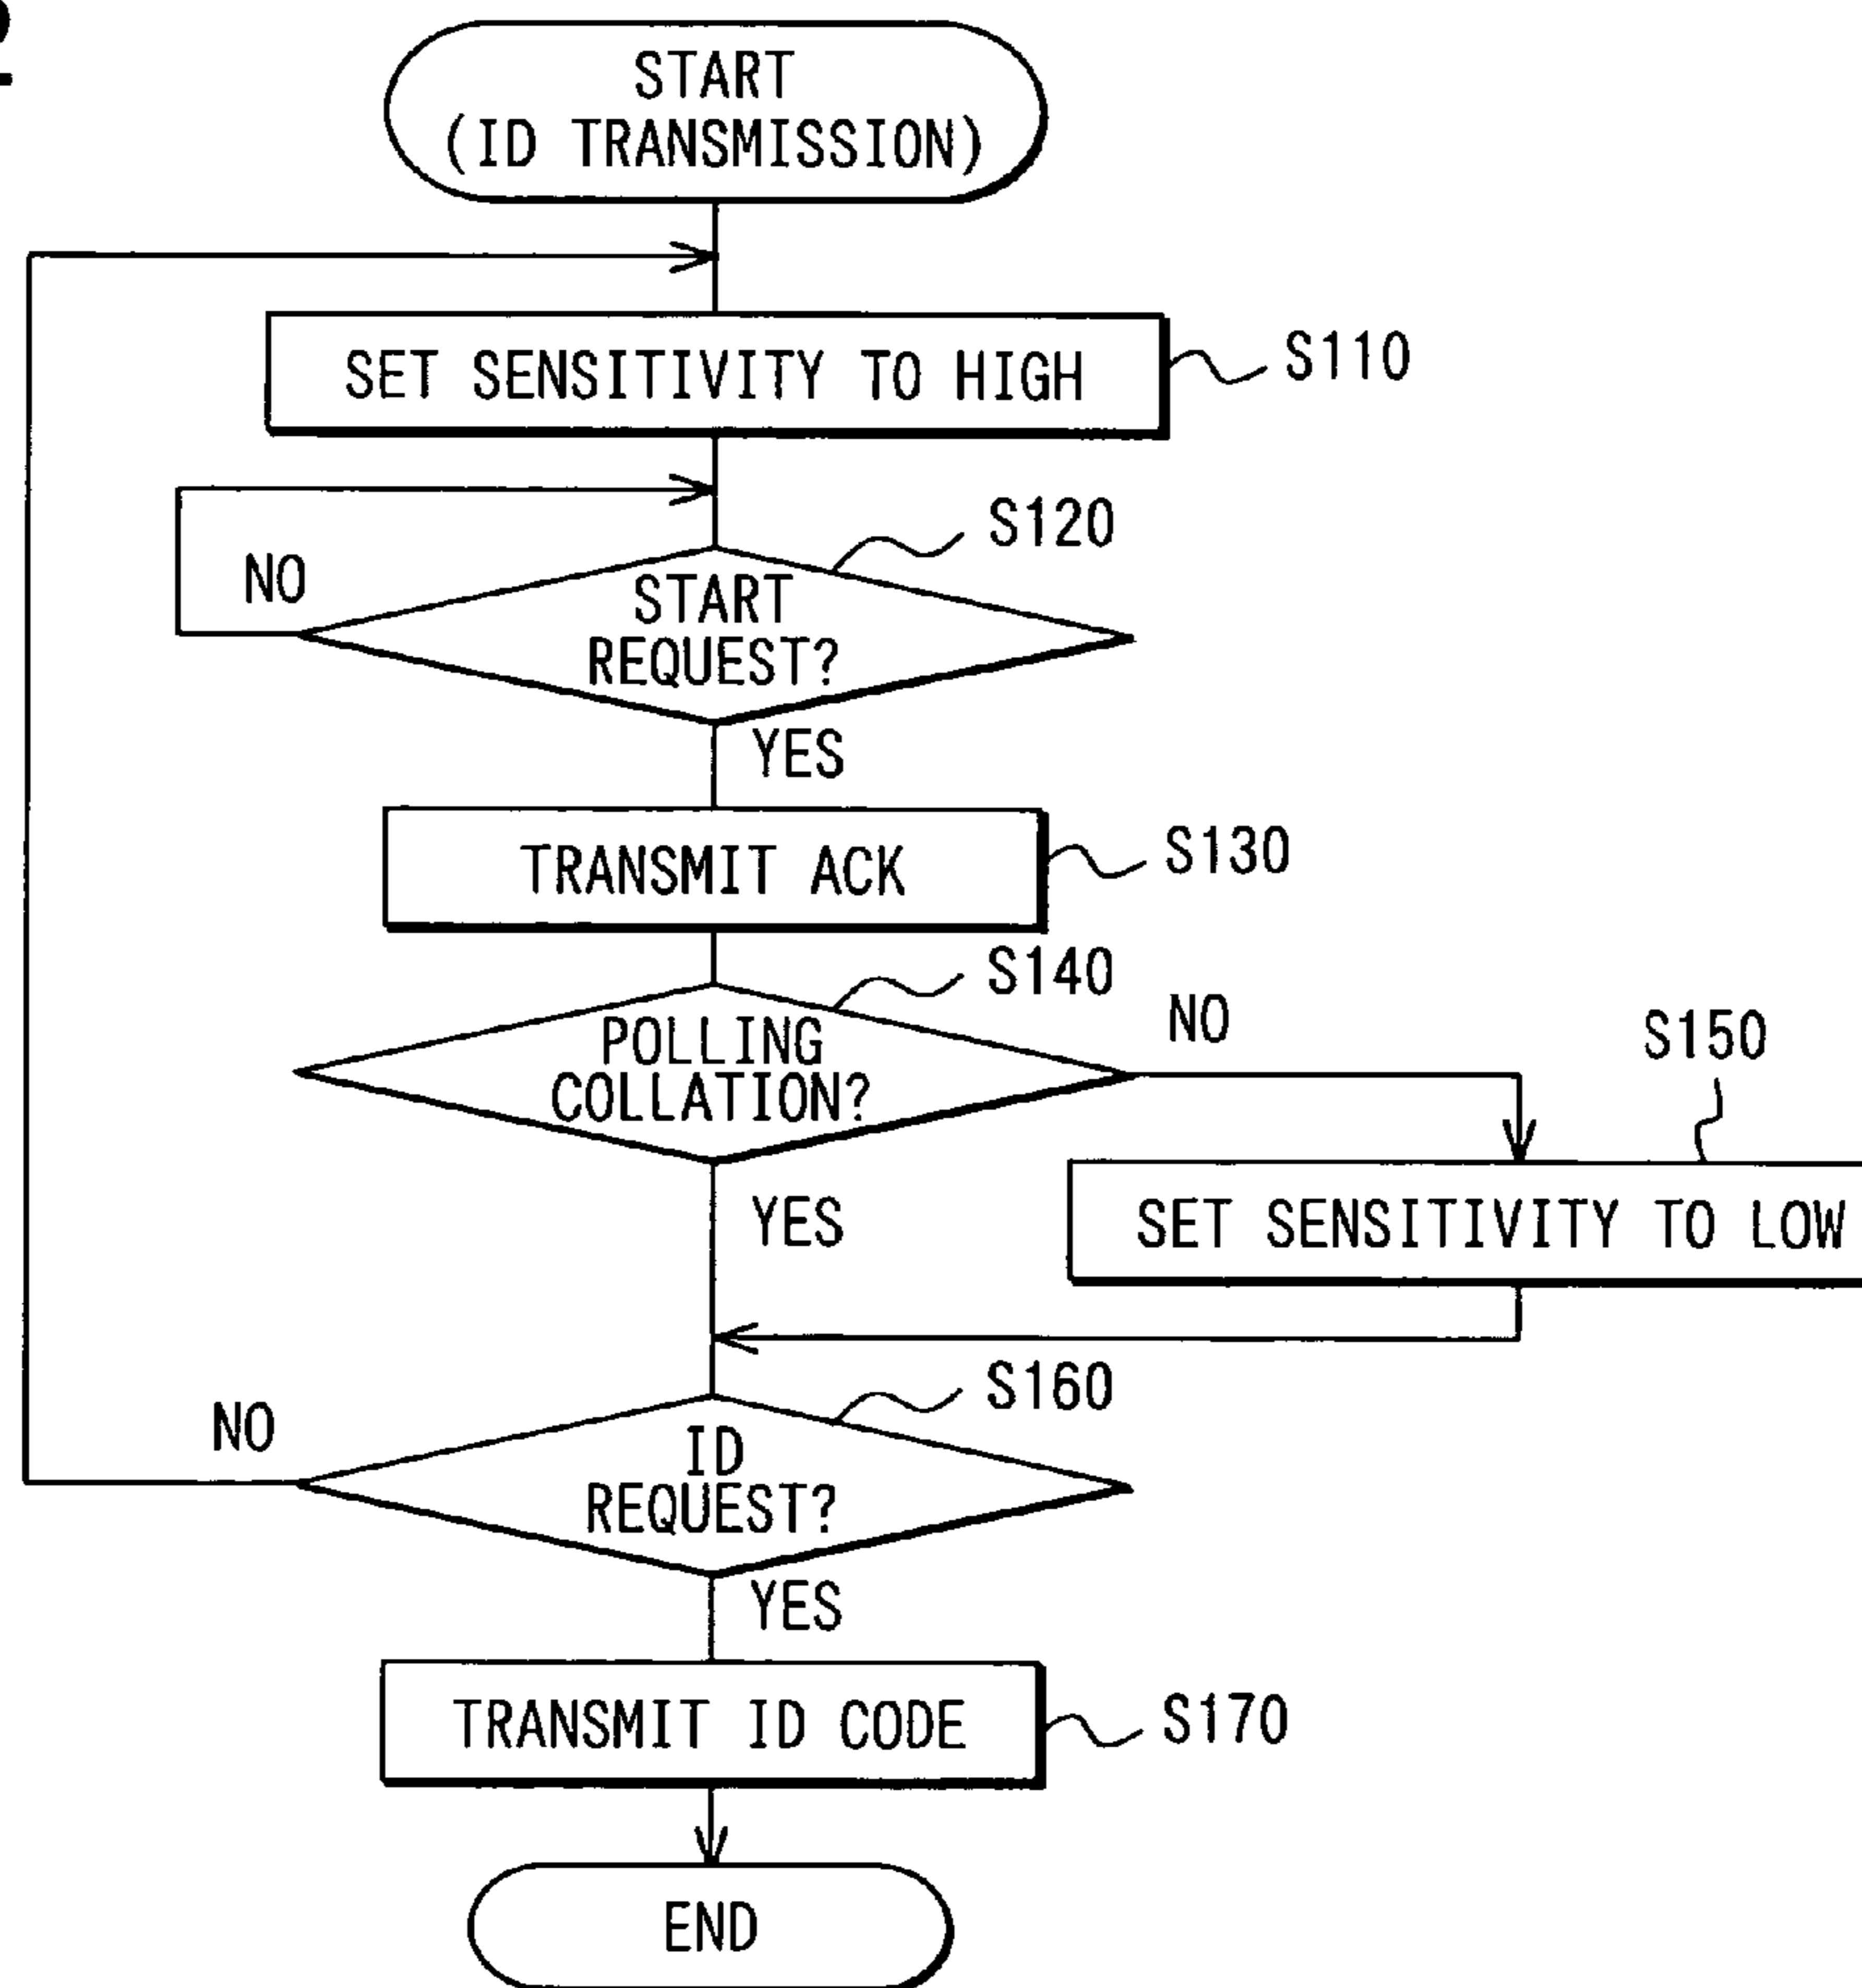 START
(ID TRANSMISSION)
SET SENSITIVITY TO HIGH
S110
S120
NO
START
REQUEST?
YES
TRANSMIT ACK
S130
S140
NO
POLLING
COLLATION?
S150
YES
SET SENSITIVITY TO LOW
S160
NO
ID
REQUEST?
YES
TRANSMIT ID CODE
S170
END